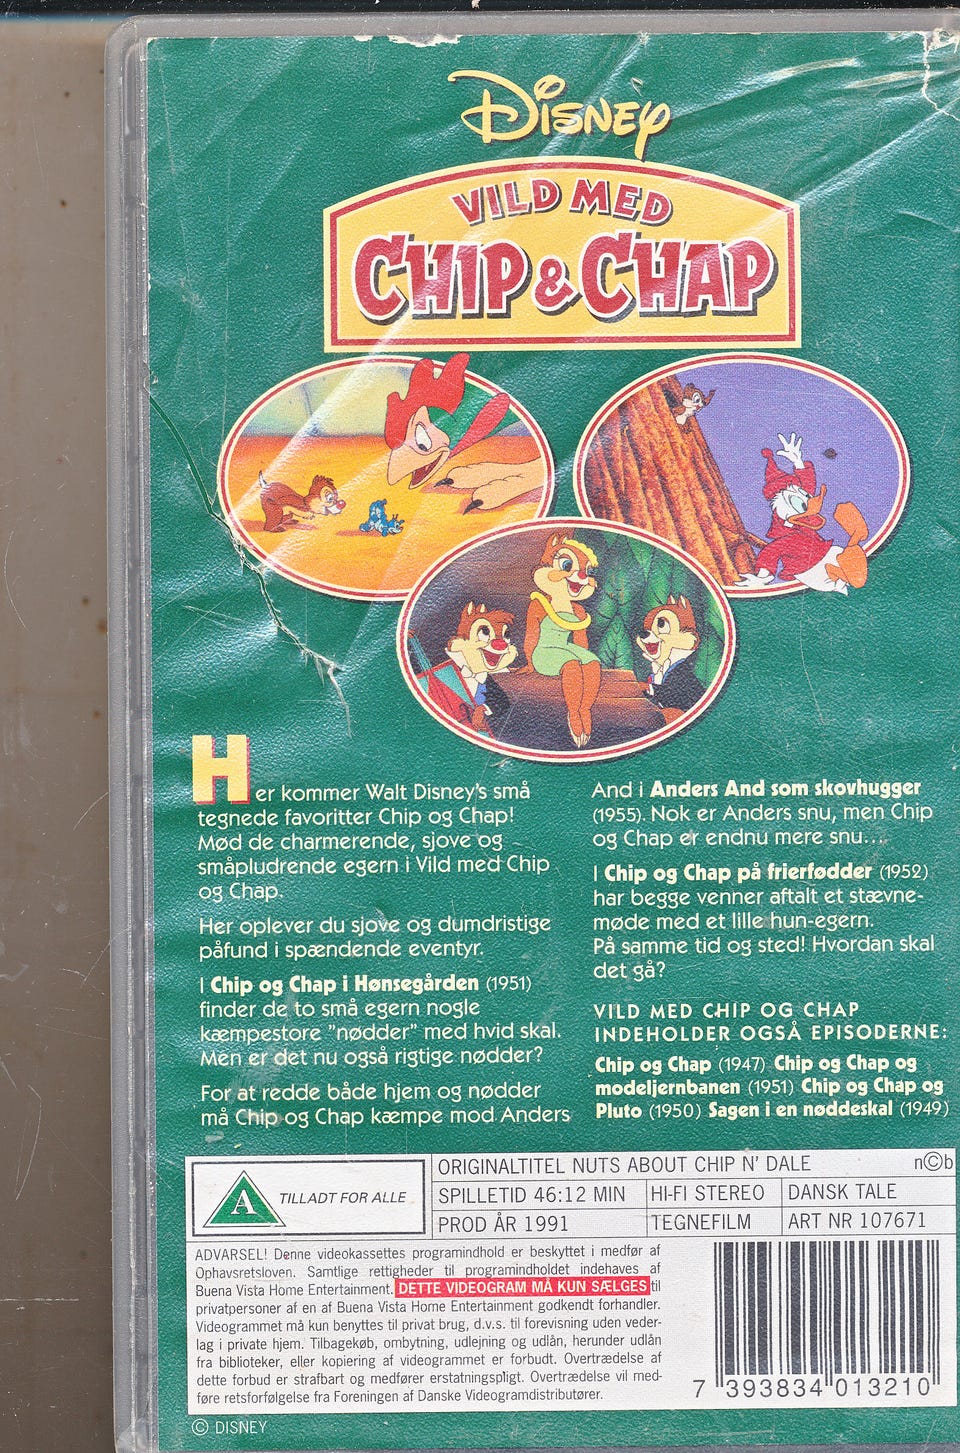 DISNEY
VILD MED
CHIP & CHAP
Her kommer Walt Disney's små
tegnede favoritter Chip og Chap!
Mød de charmerende, sjove og
småpludrende egern i Vild med Chip
og Chap.
Her oplever du sjove og dumdristige
påfund i spændende eventyr.
I Chip og Chap i Hønsegården (1951)
finder de to små egern nogle
kæmpestore "nødder" med hvid skal.
Men er det nu også rigtige nødder?
For at redde både hjem og nødder
må Chip og Chap kæmpe mod Anders
And i Anders And som skovhugger
(1955). Nok er Anders snu, men Chip
og Chap er endnu mere snu...
I Chip og Chap på frierfødder (1952)
har begge venner aftalt et stævne-
møde med et lille hun-egern.
På samme tid og sted! Hvordan skal
det gå?
VILD MED CHIP OG CHAP
INDEHOLDER OGSÅ EPISODERNE:
Chip og Chap (1947) Chip og Chap og
modeljernbanen (1951) Chip og Chap og
Pluto (1950) Sagen i en nøddeskal (1949)
A TILLADT FOR ALLE
ORIGINALTITEL NUTS ABOUT CHIP N' DALE n©b
SPILLETID 46:12 MIN HI-FI STEREO DANSK TALE
PROD ÅR 1991 TEGNEFILM ART NR 107671
ADVARSEL! Denne videokassettes programindhold er beskyttet i medfør af
Ophavsretsloven. Samtlige rettigheder til programindholdet indehaves af
Buena Vista Home Entertainment. DETTE VIDEOGRAM MÅ KUN SÆLGES til
privatpersoner af en af Buena Vista Home Entertainment godkendt forhandler.
Videogrammet må kun benyttes til privat brug, d.v.s. til forevisning uden veder-
lag i private hjem. Tilbagekøb, ombytning, udlejning og udlån, herunder udlån
fra biblioteker, eller kopiering af videogrammet er forbudt. Overtrædelse af
dette forbud er strafbart og medfører erstatningspligt. Overtrædelse vil med-
føre retsforfølgelse fra Foreningen af Danske Videogramdistributører.
7 393834 013210
© DISNEY